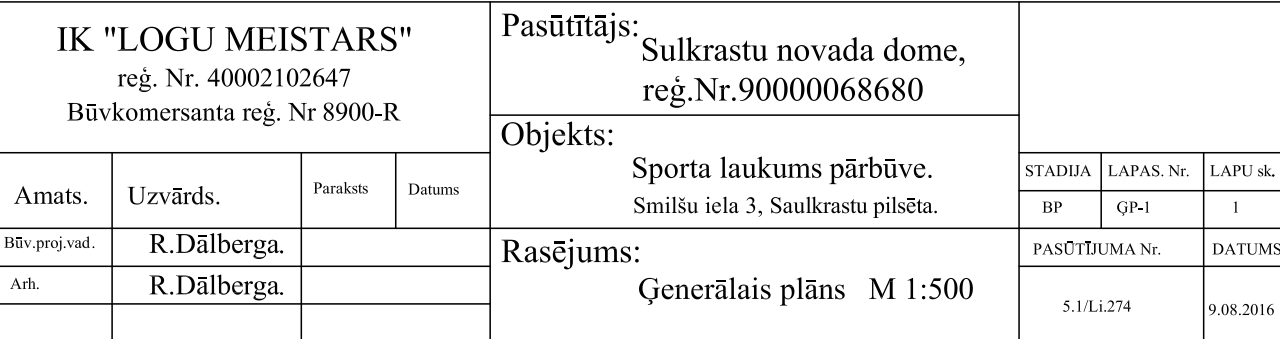 IK "LOGU MEISTARS"
reģ. Nr. 40002102647
Būvkomersanta reģ. Nr 8900-R
Amats. Uzvārds. Paraksts Datums
Būv.proj.vad. R.Dālberga.
Arh. R.Dālberga.
Pasūtītājs:
Sulkrastu novada dome,
reģ.Nr.90000068680
Objekts:
Sporta laukums pārbūve.
Smilšu iela 3, Saulkrastu pilsēta.
Rasējums:
Ģenerālais plāns M 1:500
STADIJA LAPAS. Nr. LAPU sk.
BP ĢP-1 1
PASŪTĪJUMA Nr. DATUMS
5.1/Li.274 9.08.2016